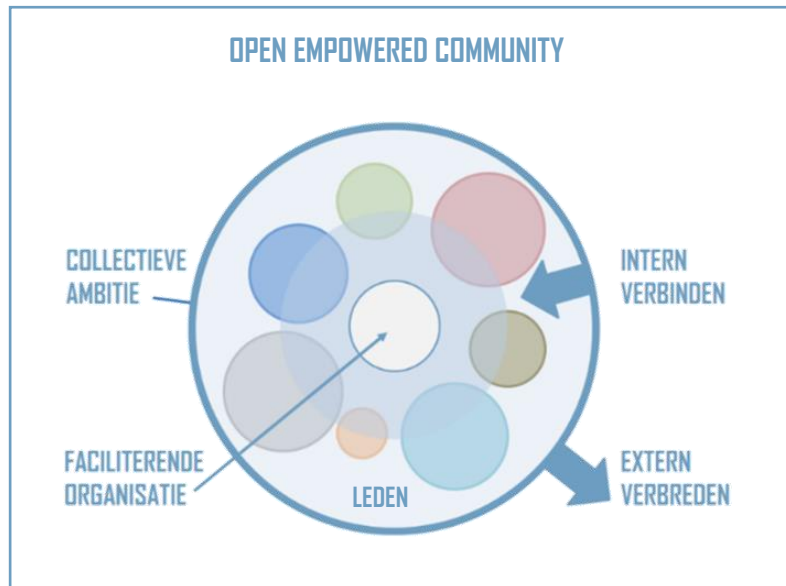 OPEN EMPOWERED COMMUNITY
COLLECTIEVE
AMBITIE
INTERN
VERBINDEN
FACILITERENDE
ORGANISATIE
LEDEN
EXTERN
VERBREDEN